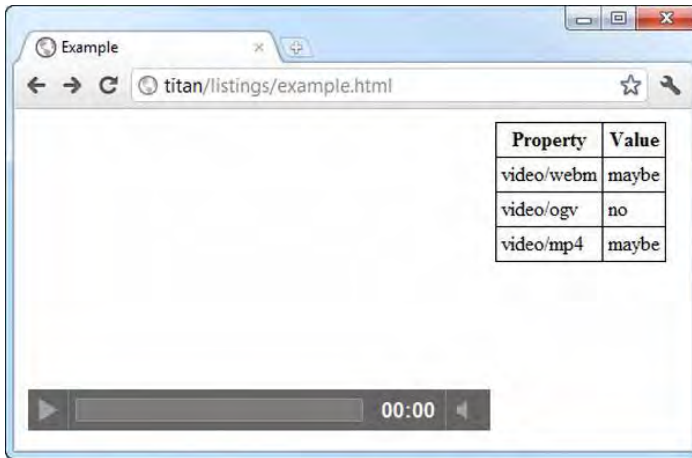 Example
titan/listings/example.html
Property Value
video/webm maybe
video/ogv no
video/mp4 maybe
00:00